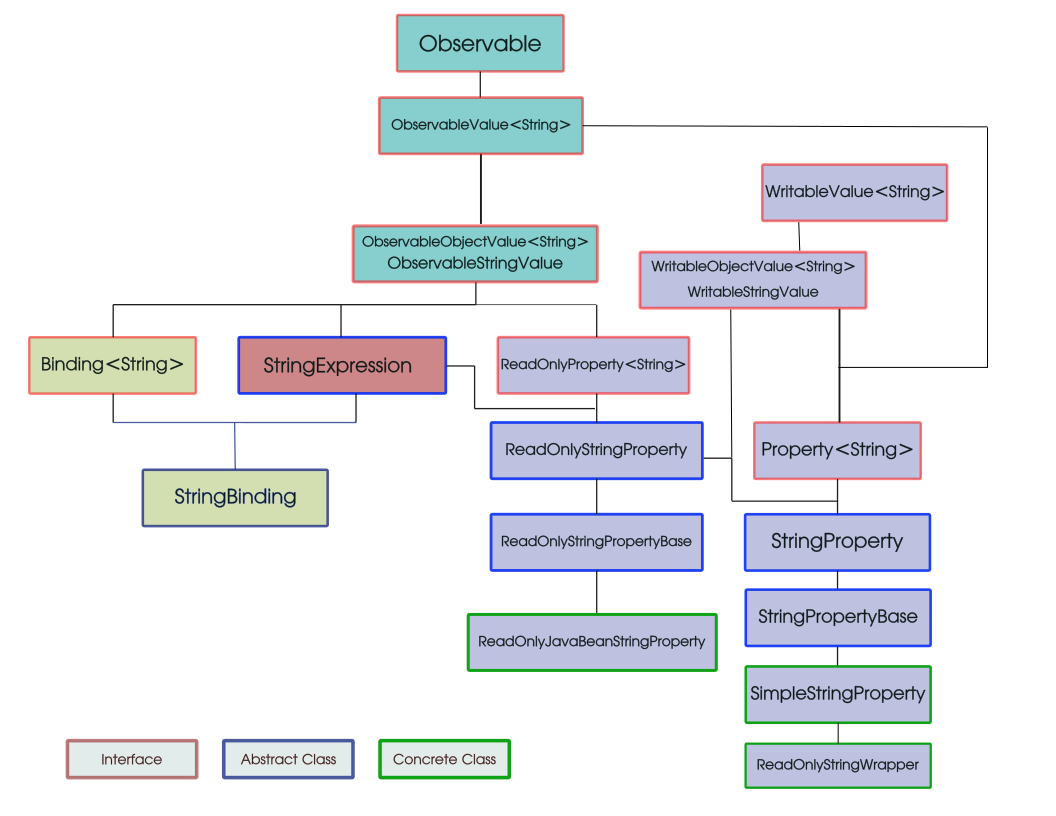 Observable
ObservableValue<String>
WritableValue<String>
ObservableObjectValue<String>
ObservableStringValue
WritableObjectValue<String>
WritableStringValue
Binding<String>
StringExpression
ReadOnlyProperty<String>
ReadOnlyStringProperty
Property<String>
StringBinding
ReadOnlyStringPropertyBase
StringProperty
StringPropertyBase
ReadOnlyJavaBeanStringProperty
SimpleStringProperty
Interface
Abstract Class
Concrete Class
ReadOnlyStringWrapper